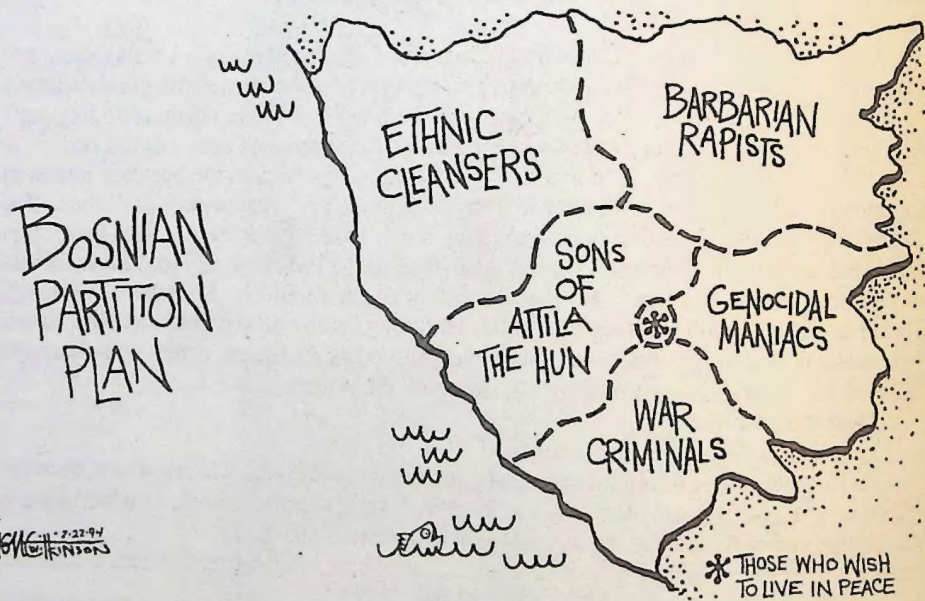 BOSNIAN
PARTITION
PLAN
ETHNIC
CLEANSERS
BARBARIAN
RAPISTS
SONS
OF
ATTILA
THE HUN
GENOCIDAL
MANIACS
WAR
CRIMINALS
* THOSE WHO WISH
TO LIVE IN PEACE